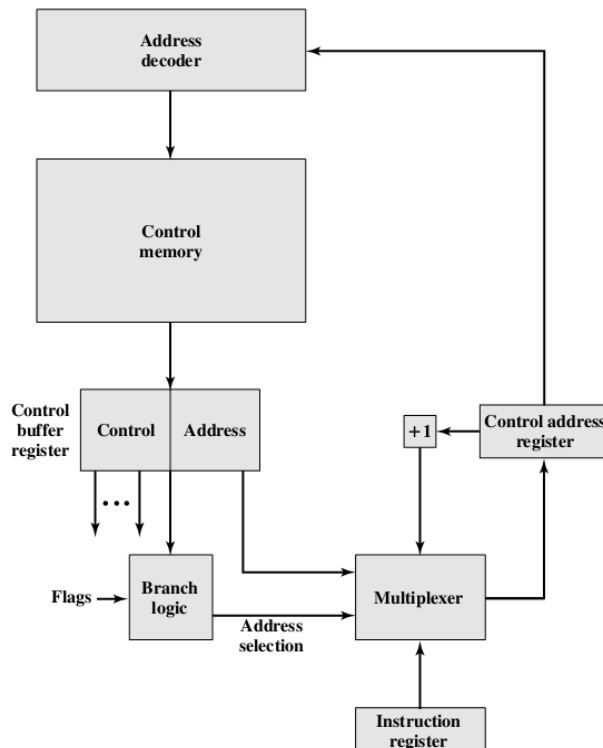 Address
decoder
Control
memory
Control
buffer
register
Control
Address
+1
Control address
register
Flags
Branch
logic
Address
selection
Multiplexer
Instruction
register